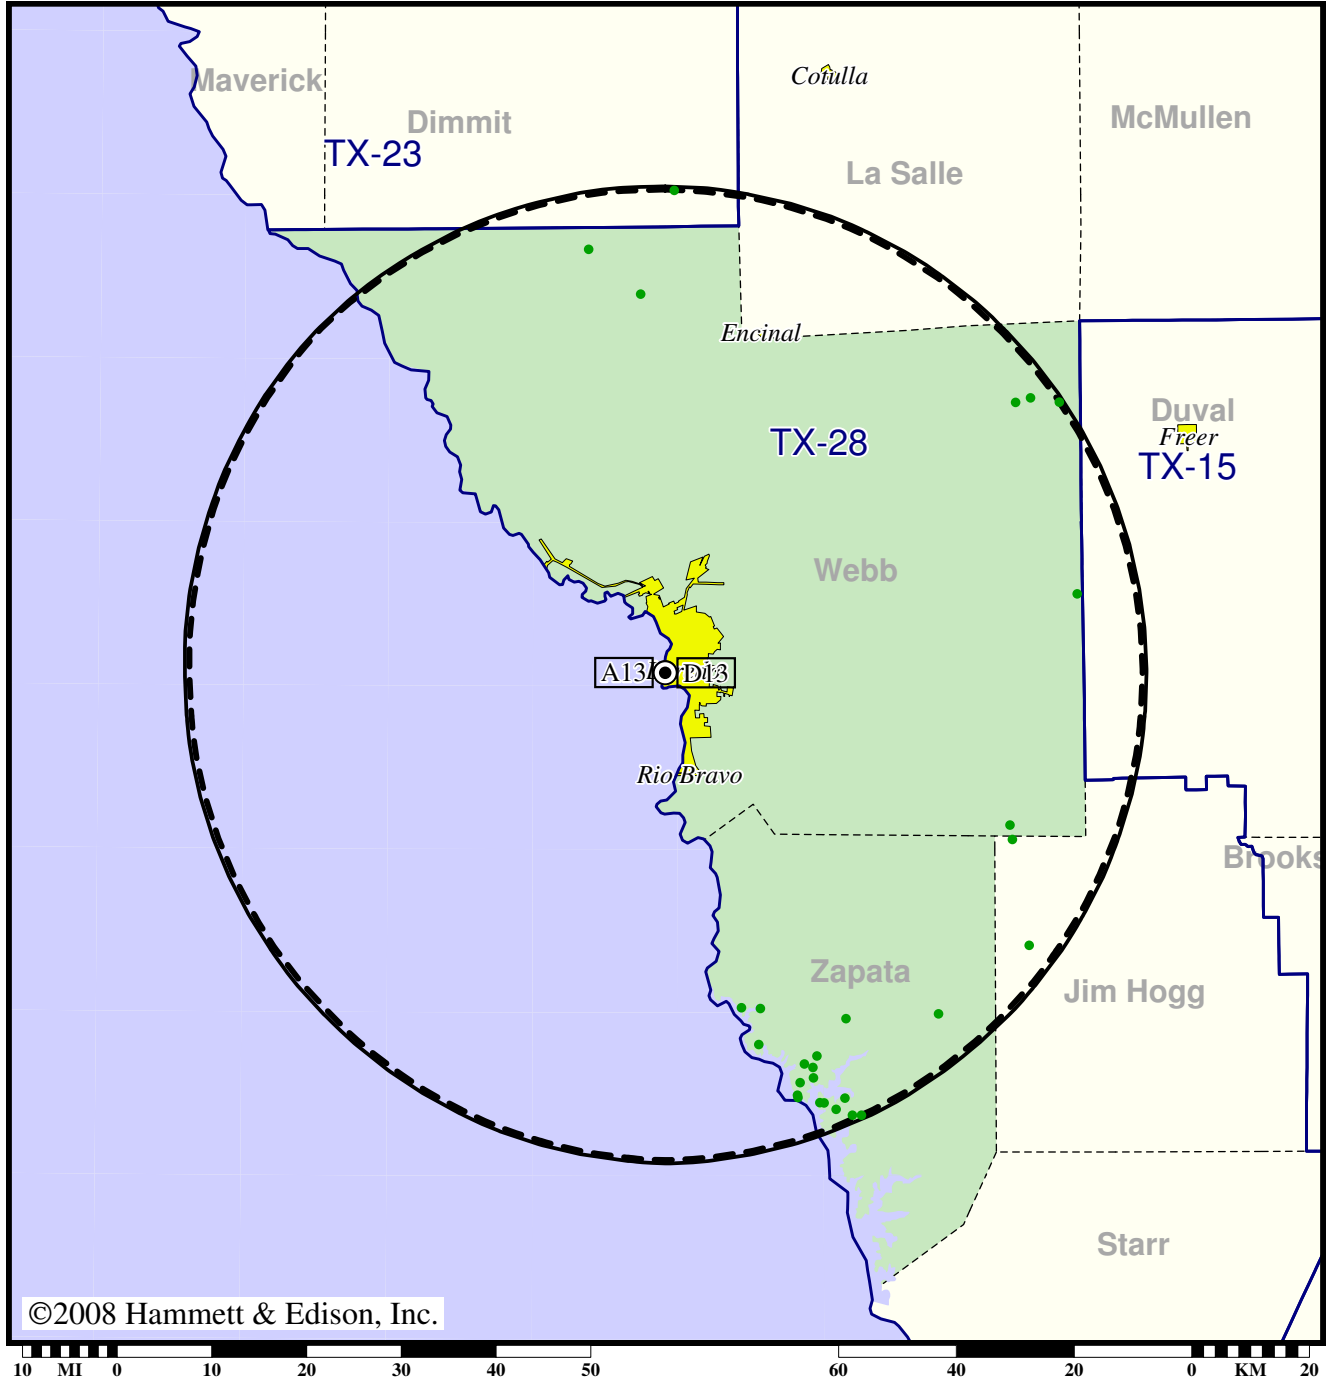 Maverick
Cotulla
Dimmit
McMullen
TX-23
La Salle
Encinal
Duval
Freer
TX-28
TX-15
Webb
A13
D13
Rio Bravo
Brooks
Zapata
Jim Hogg
Starr
©2008 Hammett & Edison, Inc.
10 MI 0 10 20 30 40 50 60 40 20 0 KM 20